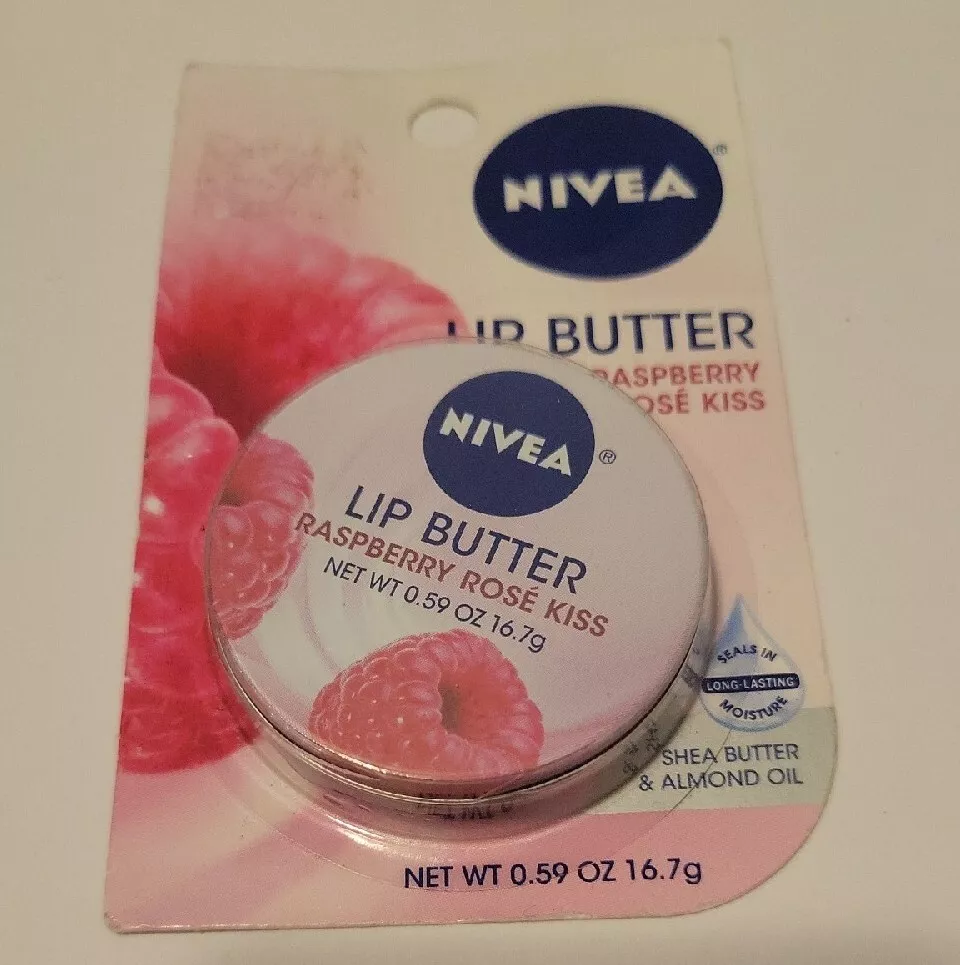 NIVEA®
LIP BUTTER
RASPBERRY
ROSÉ KISS
NIVEA®
LIP BUTTER
RASPBERRY ROSÉ KISS
NET WT 0.59 OZ 16.7g
SEALS IN
LONG-LASTING
MOISTURE
SHEA BUTTER
& ALMOND OIL
NET WT 0.59 OZ 16.7g